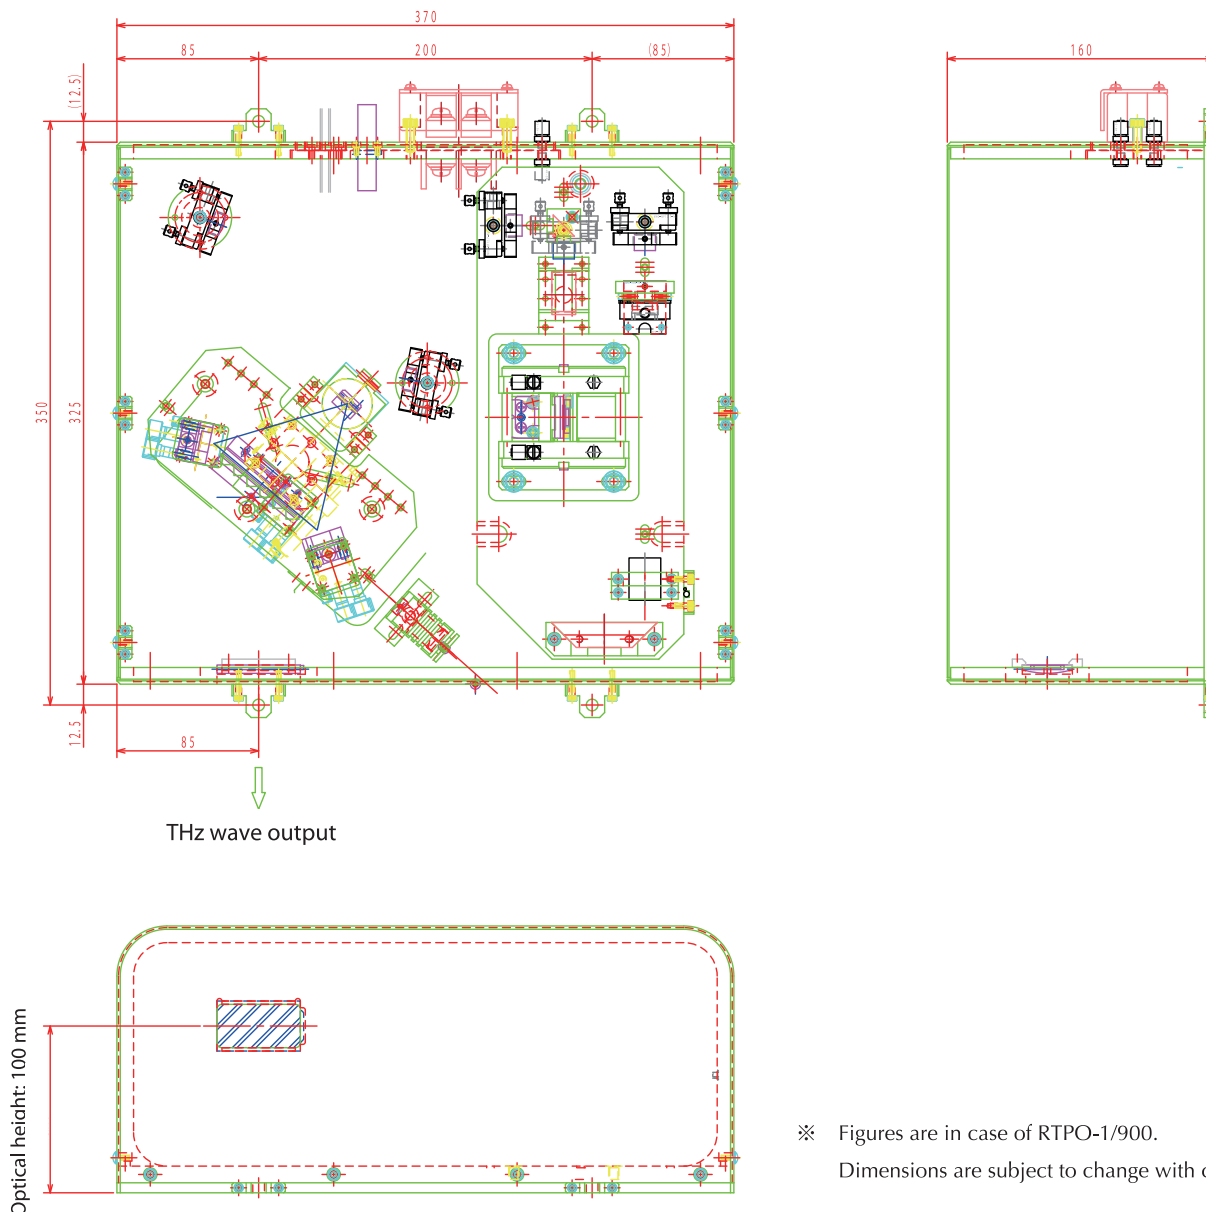 370
85
200
(85)
160
(12.5)
350
325
12.5
85
THz wave output
Optical height: 100 mm
※ Figures are in case of RTPO-1/900.
Dimensions are subject to change with